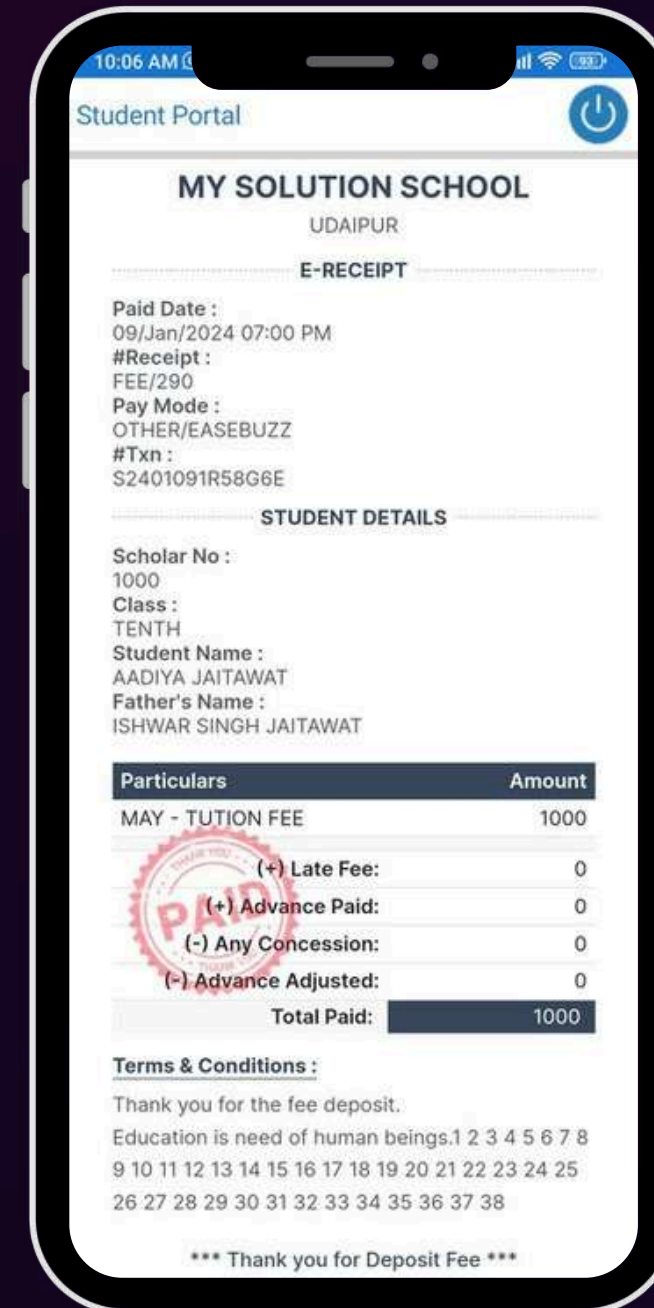 10:06 AM
93
Student Portal
MY SOLUTION SCHOOL
UDAIPUR
E-RECEIPT
Paid Date :
09/Jan/2024 07:00 PM
#Receipt :
FEE/290
Pay Mode :
OTHER/EASEBUZZ
#Txn :
S2401091R58G6E
STUDENT DETAILS
Scholar No :
1000
Class :
TENTH
Student Name :
AADIYA JAITAWAT
Father's Name :
ISHWAR SINGH JAITAWAT
Particulars Amount
MAY - TUTION FEE 1000
THANK YOU
(+) Late Fee: 0
PAID
(+) Advance Paid: 0
(-) Any Concession: 0
THANK YOU
(-) Advance Adjusted: 0
Total Paid: 1000
Terms & Conditions :
Thank you for the fee deposit.
Education is need of human beings.1 2 3 4 5 6 7 8
9 10 11 12 13 14 15 16 17 18 19 20 21 22 23 24 25
26 27 28 29 30 31 32 33 34 35 36 37 38
*** Thank you for Deposit Fee ***